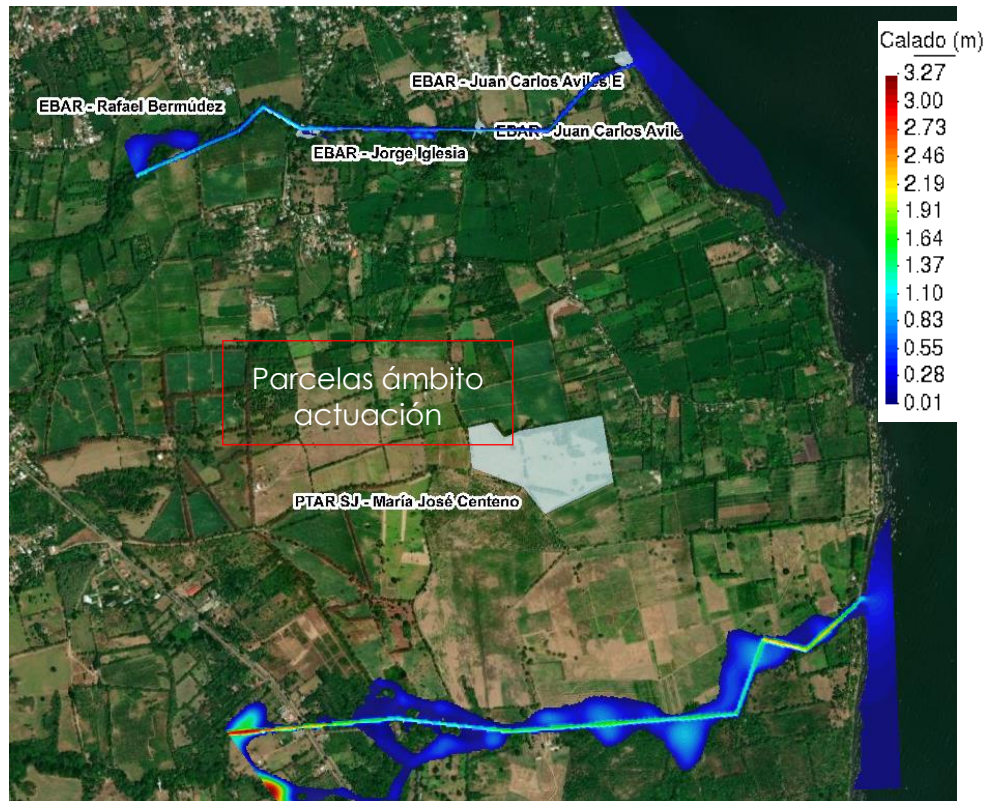 Calado (m)
3.27
3.00
2.73
2.46
2.19
1.91
1.64
1.37
1.10
0.83
0.55
0.28
0.01
EBAR - Juan Carlos Aviles E
EBAR - Rafael Bermúdez
EBAR - Juan Carlos Avile
EBAR - Jorge Iglesia
Parcelas ámbito
actuación
PTAR SJ - María José Centeno